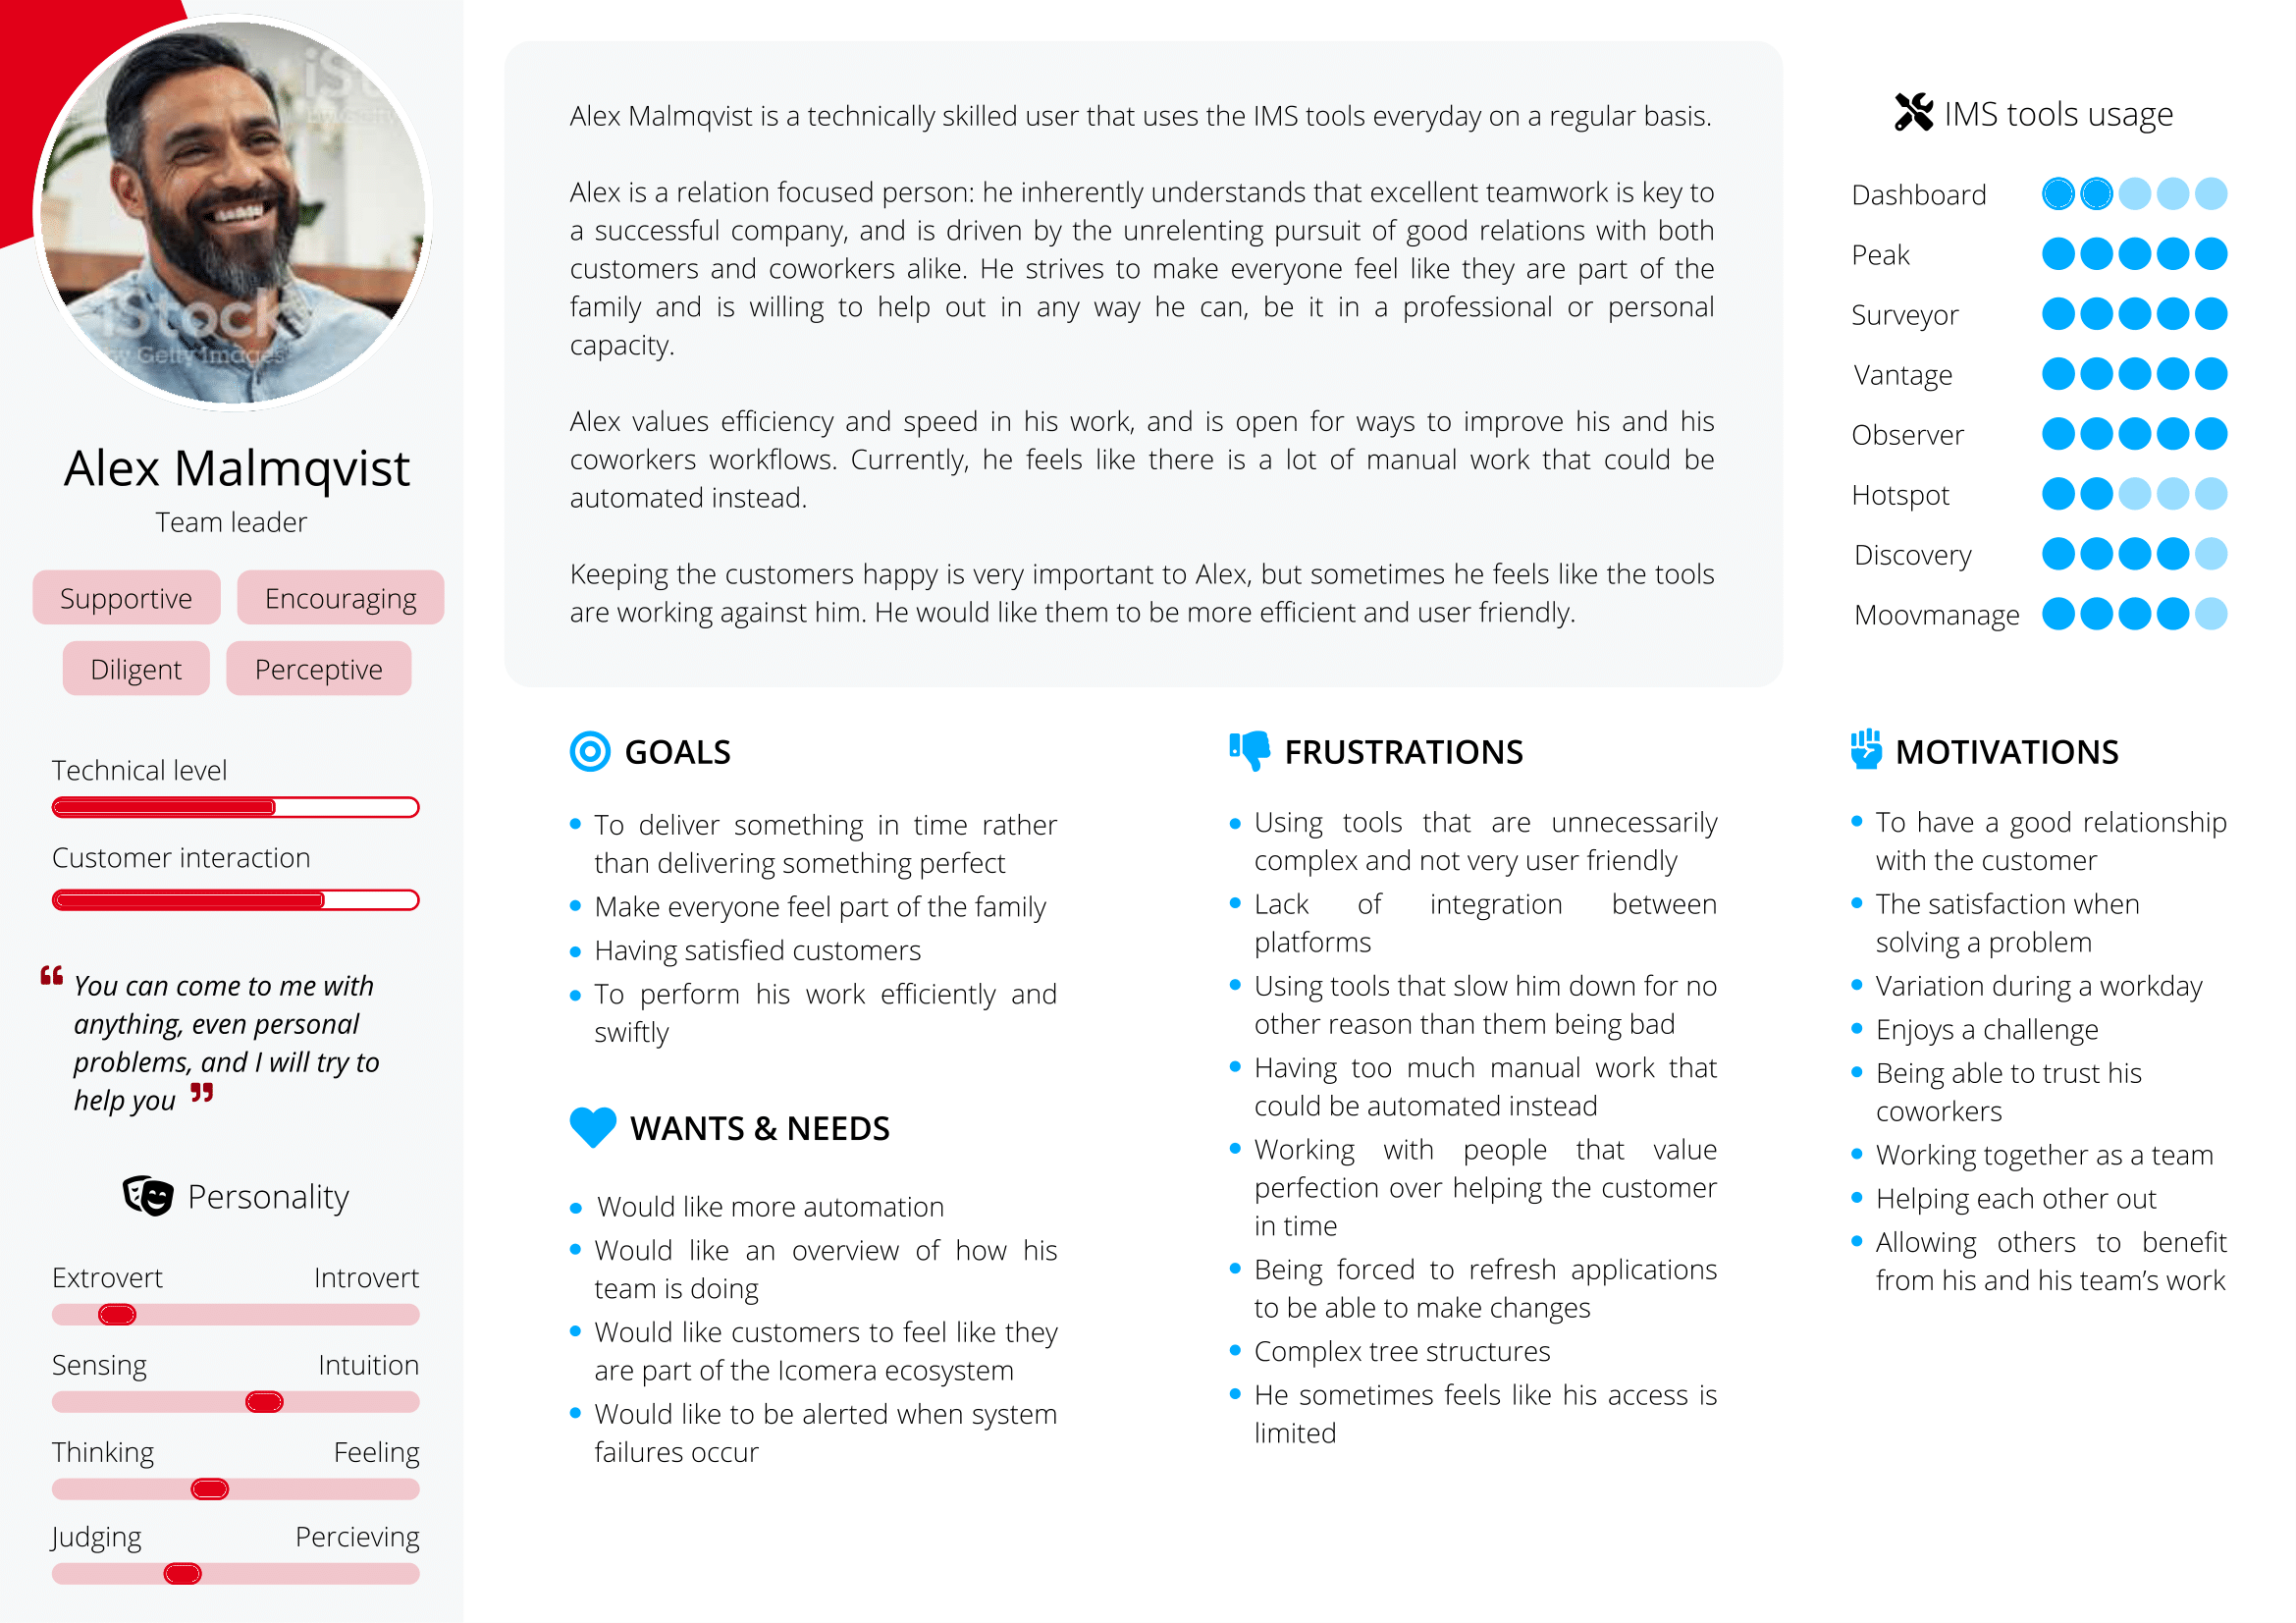 iStock
by Getty Images
Alex Malmqvist
Team leader
Supportive
Encouraging
Diligent
Perceptive
Technical level
Customer interaction
“ You can come to me with
anything, even personal
problems, and I will try to
help you ”
Personality
Extrovert Introvert
Sensing Intuition
Thinking Feeling
Judging Percieving
Alex Malmqvist is a technically skilled user that uses the IMS tools everyday on a regular basis.
Alex is a relation focused person: he inherently understands that excellent teamwork is key to
a successful company, and is driven by the unrelenting pursuit of good relations with both
customers and coworkers alike. He strives to make everyone feel like they are part of the
family and is willing to help out in any way he can, be it in a professional or personal
capacity.
Alex values efficiency and speed in his work, and is open for ways to improve his and his
coworkers workflows. Currently, he feels like there is a lot of manual work that could be
automated instead.
Keeping the customers happy is very important to Alex, but sometimes he feels like the tools
are working against him. He would like them to be more efficient and user friendly.
IMS tools usage
Dashboard
Peak
Surveyor
Vantage
Observer
Hotspot
Discovery
Moovmanage
GOALS
• To deliver something in time rather
than delivering something perfect
• Make everyone feel part of the family
• Having satisfied customers
• To perform his work efficiently and
swiftly
WANTS & NEEDS
• Would like more automation
• Would like an overview of how his
team is doing
• Would like customers to feel like they
are part of the Icomera ecosystem
• Would like to be alerted when system
failures occur
FRUSTRATIONS
• Using tools that are unnecessarily
complex and not very user friendly
• Lack of integration between
platforms
• Using tools that slow him down for no
other reason than them being bad
• Having too much manual work that
could be automated instead
• Working with people that value
perfection over helping the customer
in time
• Being forced to refresh applications
to be able to make changes
• Complex tree structures
• He sometimes feels like his access is
limited
MOTIVATIONS
• To have a good relationship
with the customer
• The satisfaction when
solving a problem
• Variation during a workday
• Enjoys a challenge
• Being able to trust his
coworkers
• Working together as a team
• Helping each other out
• Allowing others to benefit
from his and his team’s work